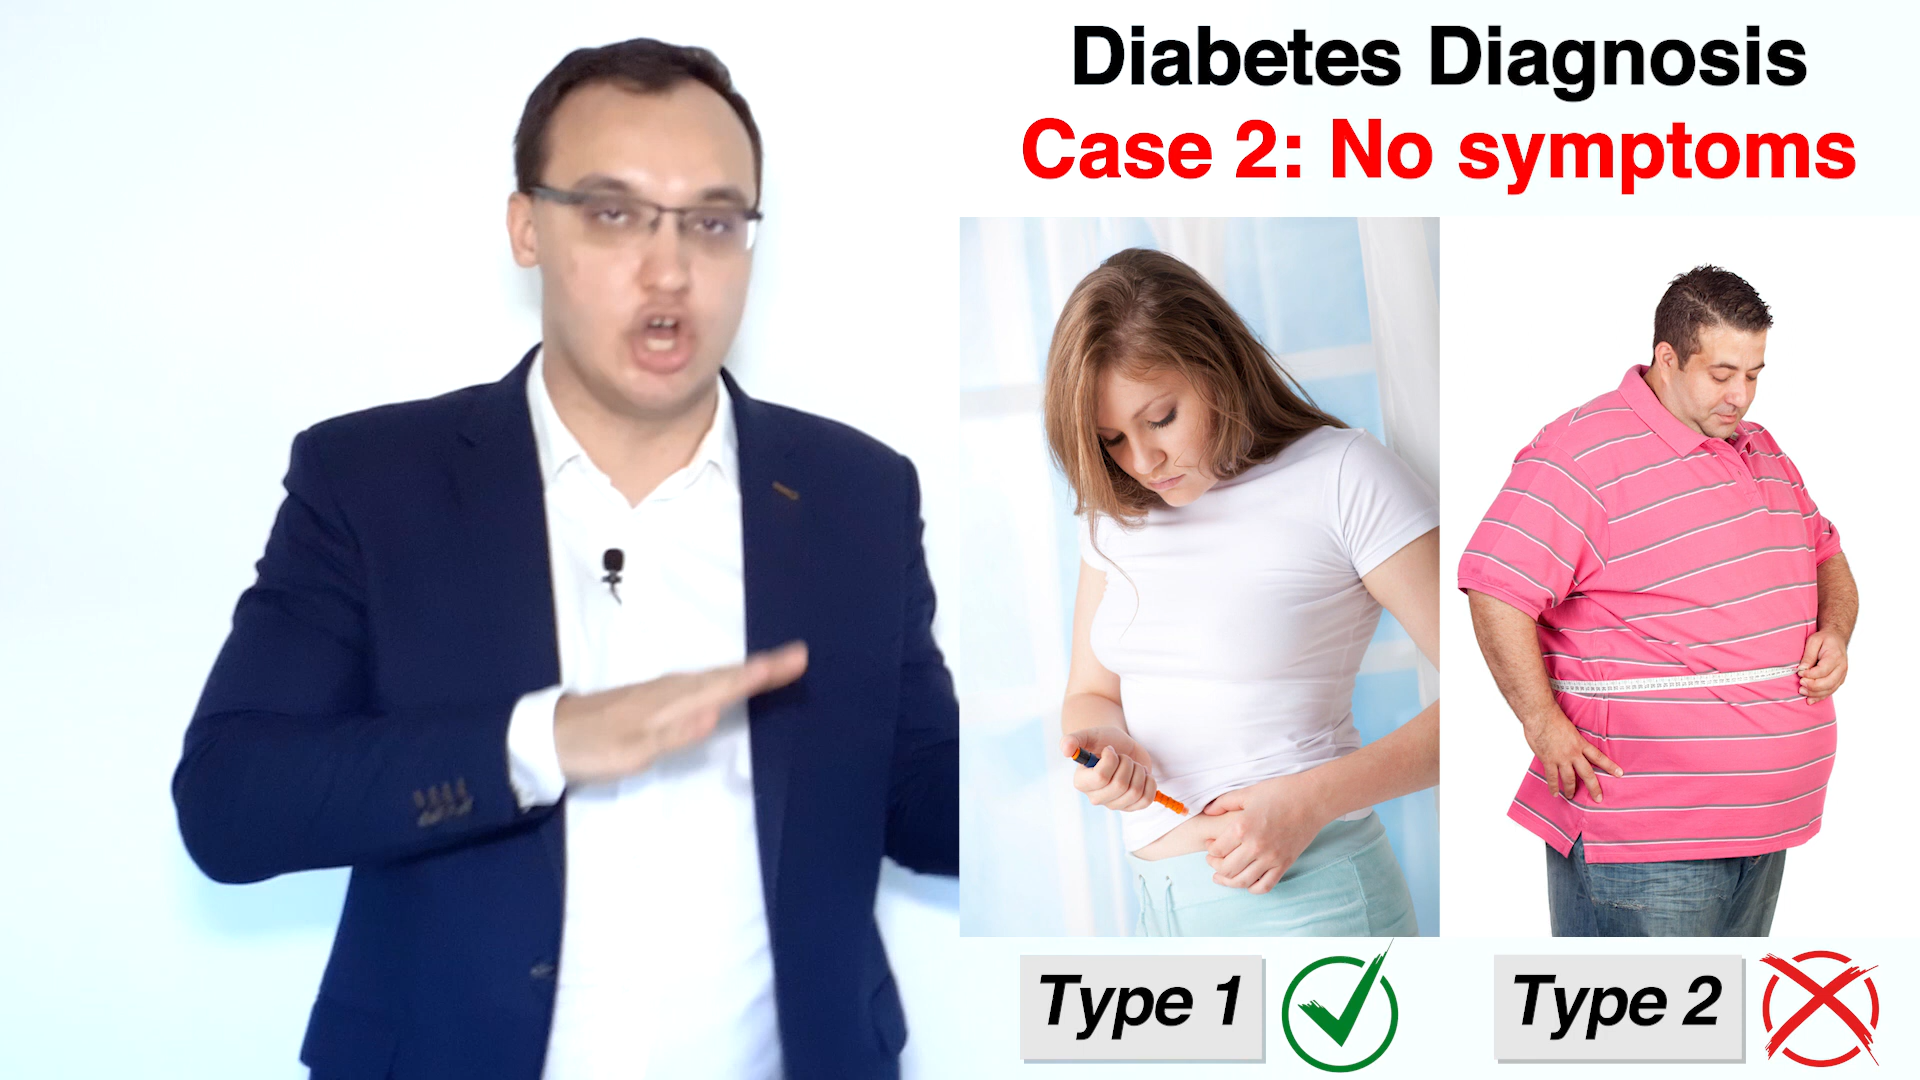 Diabetes Diagnosis
Case 2: No symptoms
Type 1
Type 2